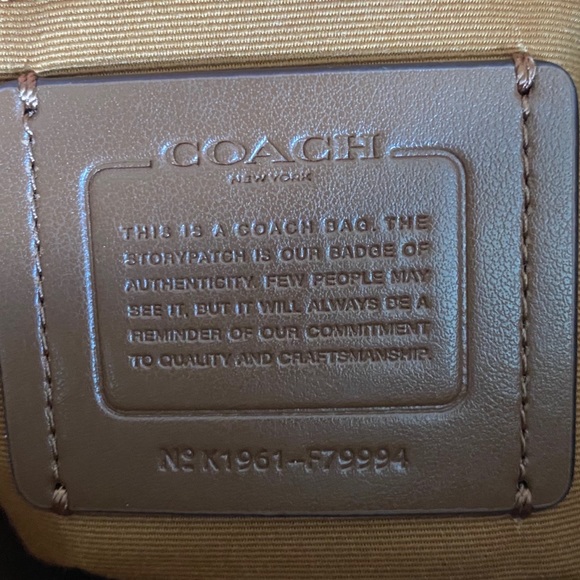 COACH
NEW YORK
THIS IS A COACH BAG. THE
STORYPATCH IS OUR BADGE OF
AUTHENTICITY. FEW PEOPLE MAY
SEE IT, BUT IT WILL ALWAYS BE A
REMINDER OF OUR COMMITMENT
TO QUALITY AND CRAFTSMANSHIP.
Nº K1961-F79994